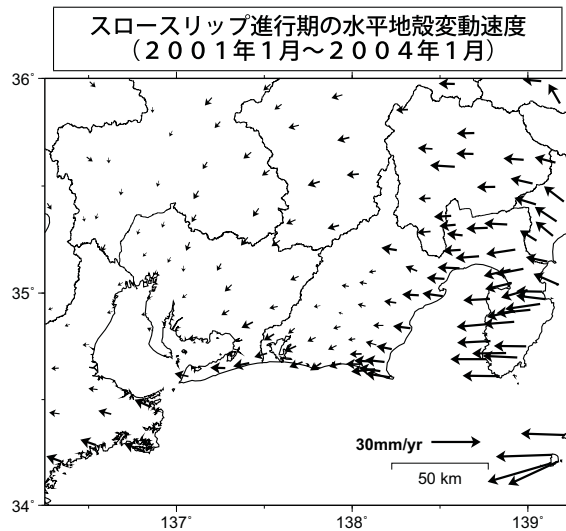 スロースリップ進行期の水平地殻変動速度
（２００１年１月～２００４年１月）
36°
35°
30mm/yr
50 km
34°
137° 138° 139°